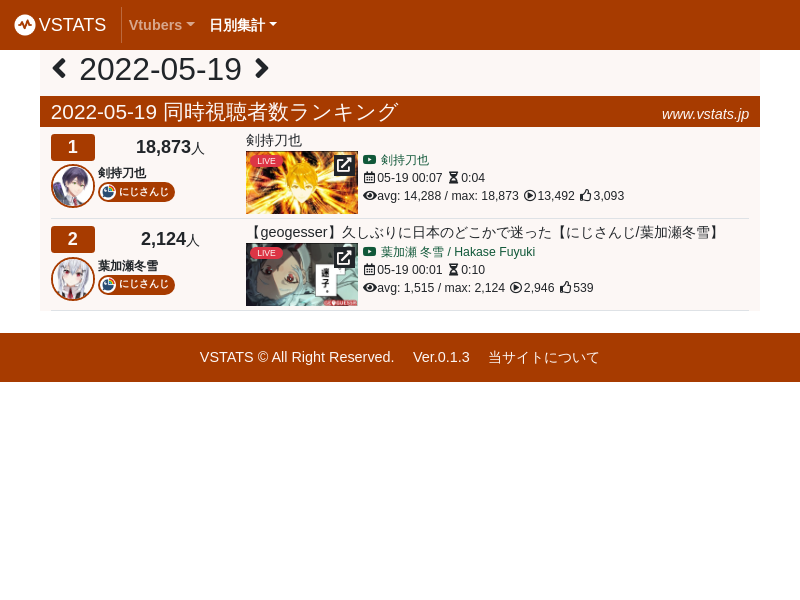 VSTATS Vtubers 日別集計
2022-05-19
2022-05-19 同時視聴者数ランキング www.vstats.jp
1 18,873人
剣持刀也
にじさんじ
剣持刀也
LIVE
剣持刀也
05-19 00:07 0:04
avg: 14,288 / max: 18,873 13,492 3,093
2 2,124人
葉加瀬冬雪
にじさんじ
【geogesser】久しぶりに日本のどこかで迷った【にじさんじ/葉加瀬冬雪】
LIVE
葉加瀬 冬雪 / Hakase Fuyuki
05-19 00:01 0:10
avg: 1,515 / max: 2,124 2,946 539
VSTATS © All Right Reserved. Ver.0.1.3 当サイトについて